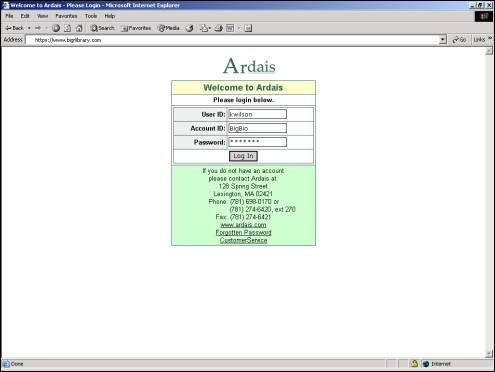 Welcome to Ardais - Please Login - Microsoft Internet Explorer
File Edit View Favorites Tools Help
Back Search Favorites Media
Address https://www.bigrlibrary.com Go Links »
Ardais
Welcome to Ardais
Please login below.
User ID: kwilson
Account ID: BigBio
Password: *******
Log In
If you do not have an account
please contact Ardais at:
128 Spring Street
Lexington, MA 02421
Phone: (781) 698-0170 or
(781) 274-6420, ext 270
Fax: (781) 274-6421
www.ardais.com
Forgotten Password
CustomerService
Done Internet